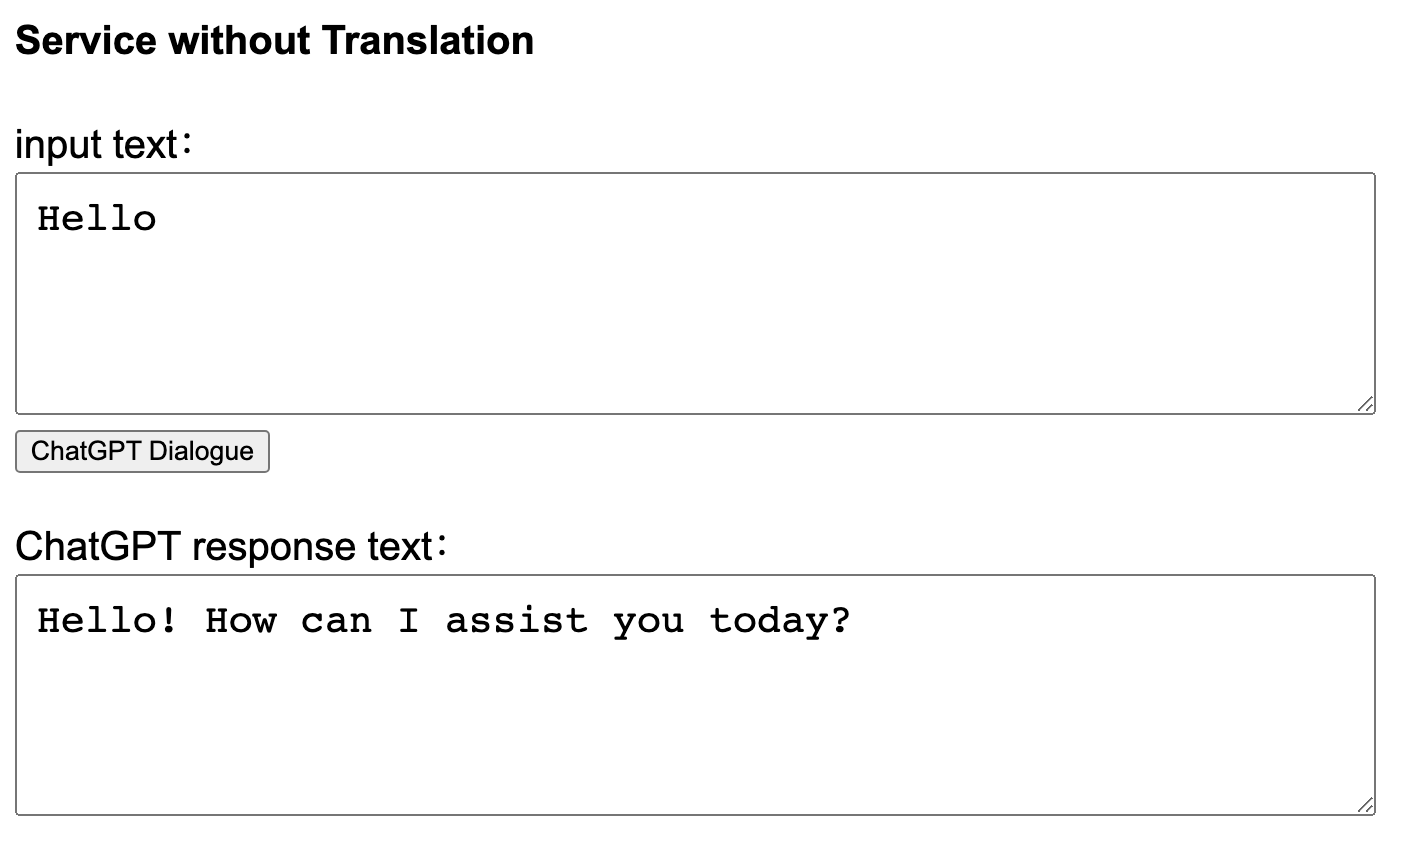 Service without Translation
input text：
Hello
ChatGPT Dialogue
ChatGPT response text：
Hello! How can I assist you today?